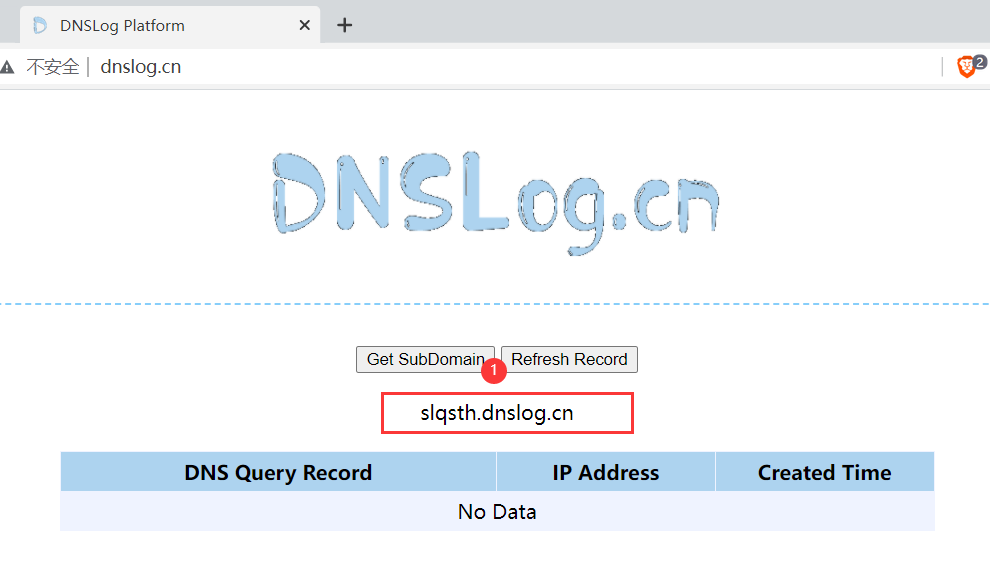 DNSLog Platform
不安全 dnslog.cn
2
DNSLog.cn
Get SubDomain Refresh Record
1
slqsth.dnslog.cn
DNS Query Record IP Address Created Time
No Data